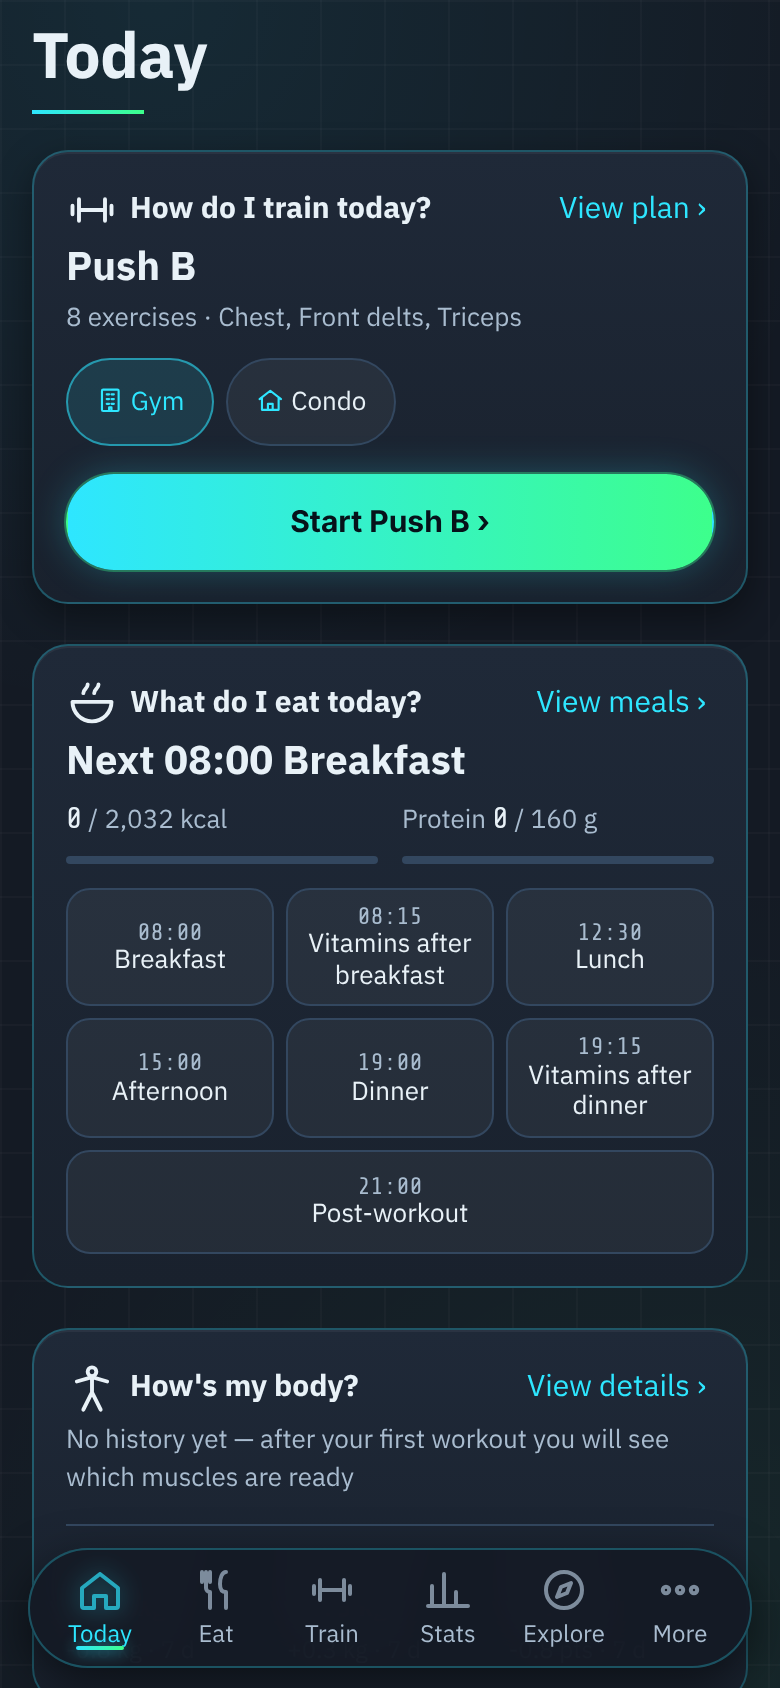 Today
How do I train today?
View plan ›
Push B
8 exercises · Chest, Front delts, Triceps
Gym
Condo
Start Push B ›
What do I eat today?
View meals ›
Next 08:00 Breakfast
0 / 2,032 kcal
Protein 0 / 160 g
08:00
Breakfast
08:15
Vitamins after
breakfast
12:30
Lunch
15:00
Afternoon
19:00
Dinner
19:15
Vitamins after
dinner
21:00
Post-workout
How's my body?
View details ›
No history yet — after your first workout you will see
which muscles are ready
Today
Eat
Train
Stats
Explore
More